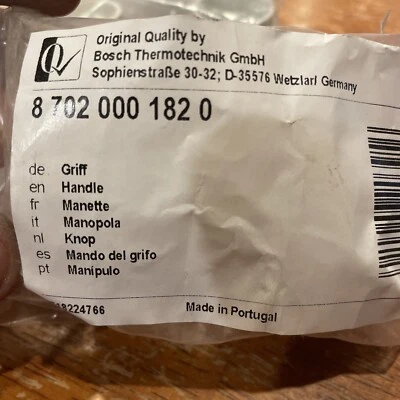 Original Quality by
Bosch Thermotechnik GmbH
Sophienstraße 30-32; D-35576 Wetzlar/ Germany
8 702 000 182 0
de Griff
en Handle
fr Manette
it Manopola
nl Knop
es Mando del grifo
pt Manípulo
Made in Portugal